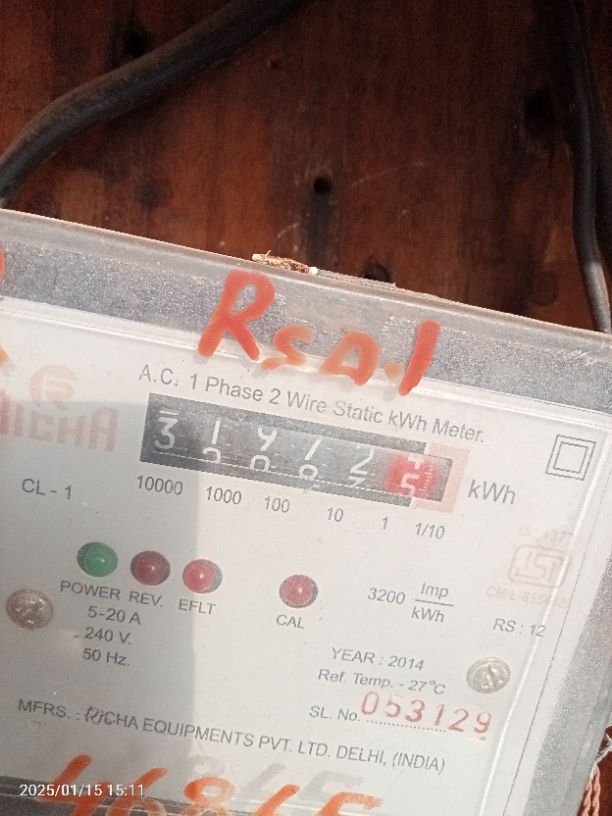 RSA.1
RICHA
A.C. 1 Phase 2 Wire Static kWh Meter.
kWh
CL - 1
10000 1000 100 10 1 1/10
POWER REV. EFLT
CAL
3200 Imp
kWh
5-20 A
240 V.
50 Hz.
RS : 12
YEAR : 2014
Ref. Temp. - 27°C
SL. No. 053129
MFRS. : RICHA EQUIPMENTS PVT. LTD. DELHI, (INDIA)
2025/01/15 15:11